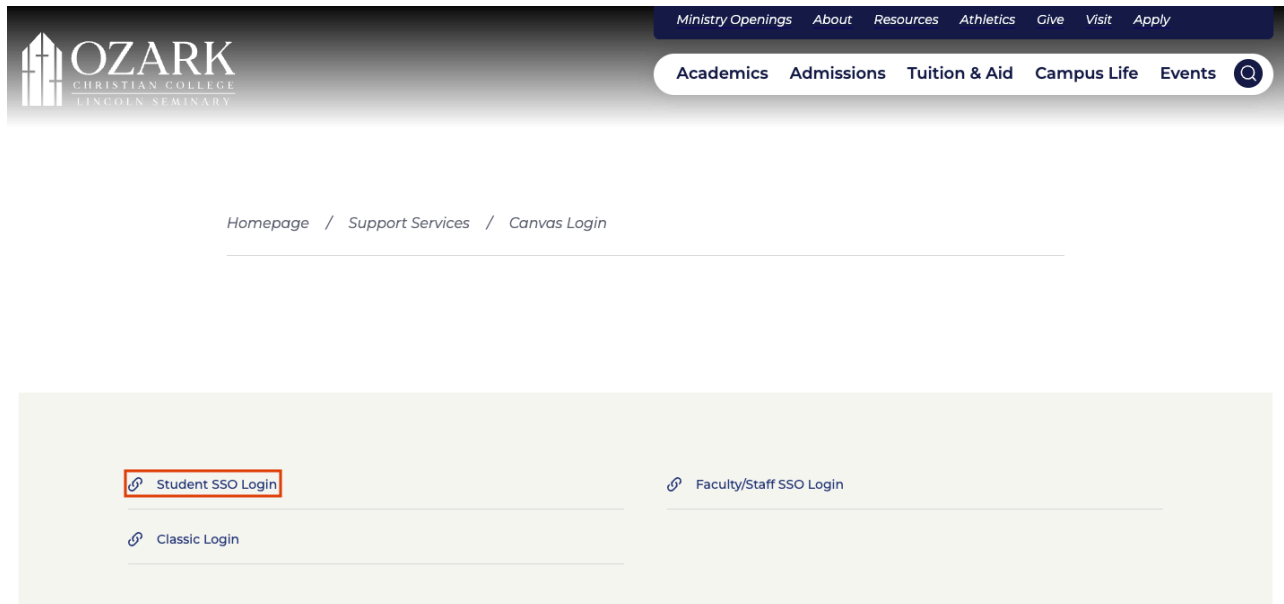 Ministry Openings About Resources Athletics Give Visit Apply
OZARK
CHRISTIAN COLLEGE
LINCOLN SEMINARY
Academics Admissions Tuition & Aid Campus Life Events
Homepage / Support Services / Canvas Login
Student SSO Login
Faculty/Staff SSO Login
Classic Login